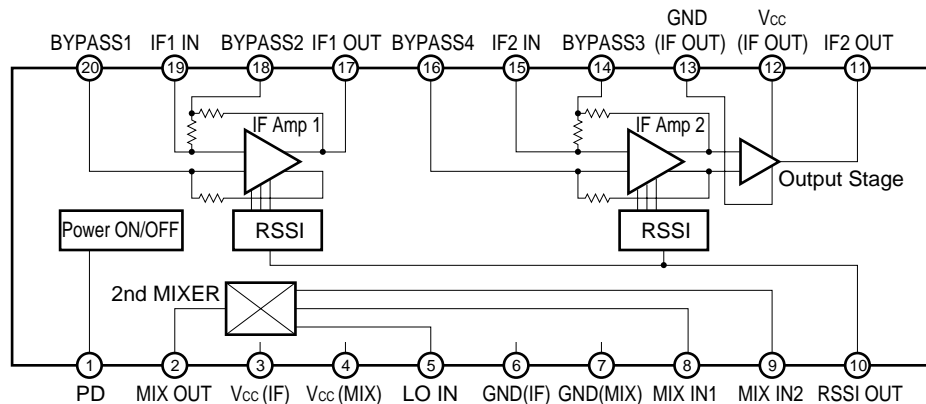 GND VCC
BYPASS1 IF1 IN BYPASS2 IF1 OUT BYPASS4 IF2 IN BYPASS3 (IF OUT) (IF OUT) IF2 OUT
20 19 18 17 16 15 14 13 12 11
IF Amp 1 IF Amp 2
Output Stage
Power ON/OFF RSSI RSSI
2nd MIXER
1 2 3 4 5 6 7 8 9 10
PD MIX OUT VCC (IF) VCC (MIX) LO IN GND(IF) GND(MIX) MIX IN1 MIX IN2 RSSI OUT